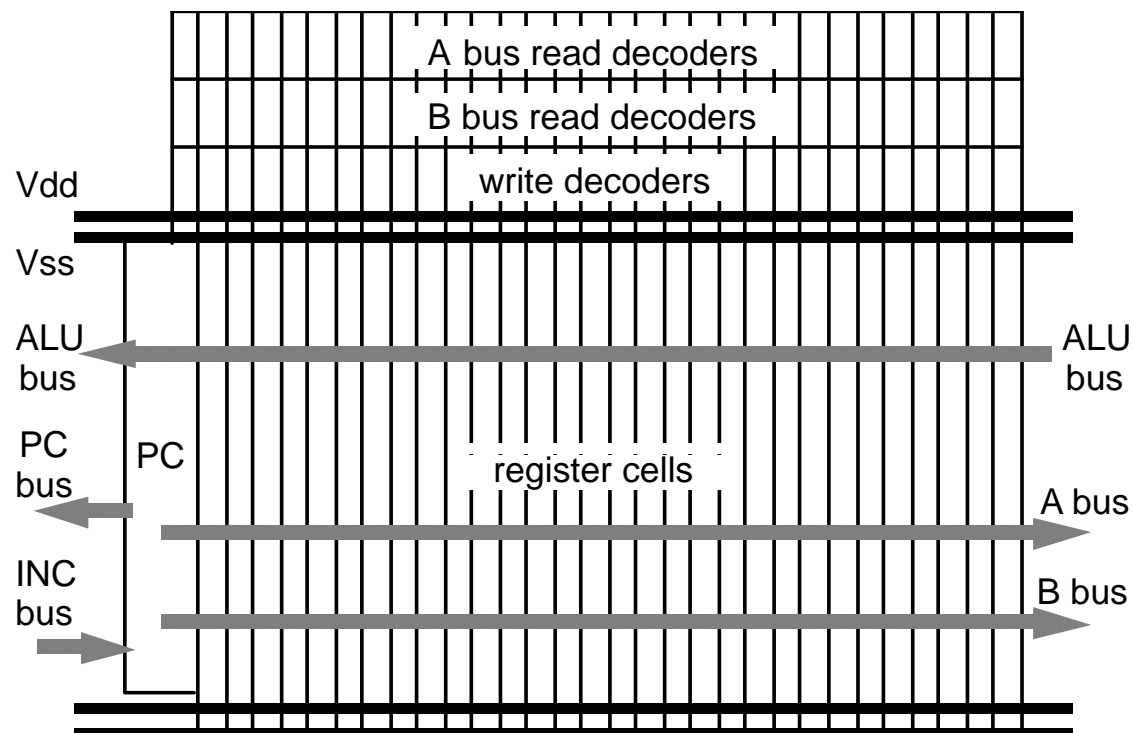 A bus read decoders
B bus read decoders
write decoders
Vdd
Vss
ALU
bus
ALU
bus
PC
bus
PC
register cells
A bus
INC
bus
B bus